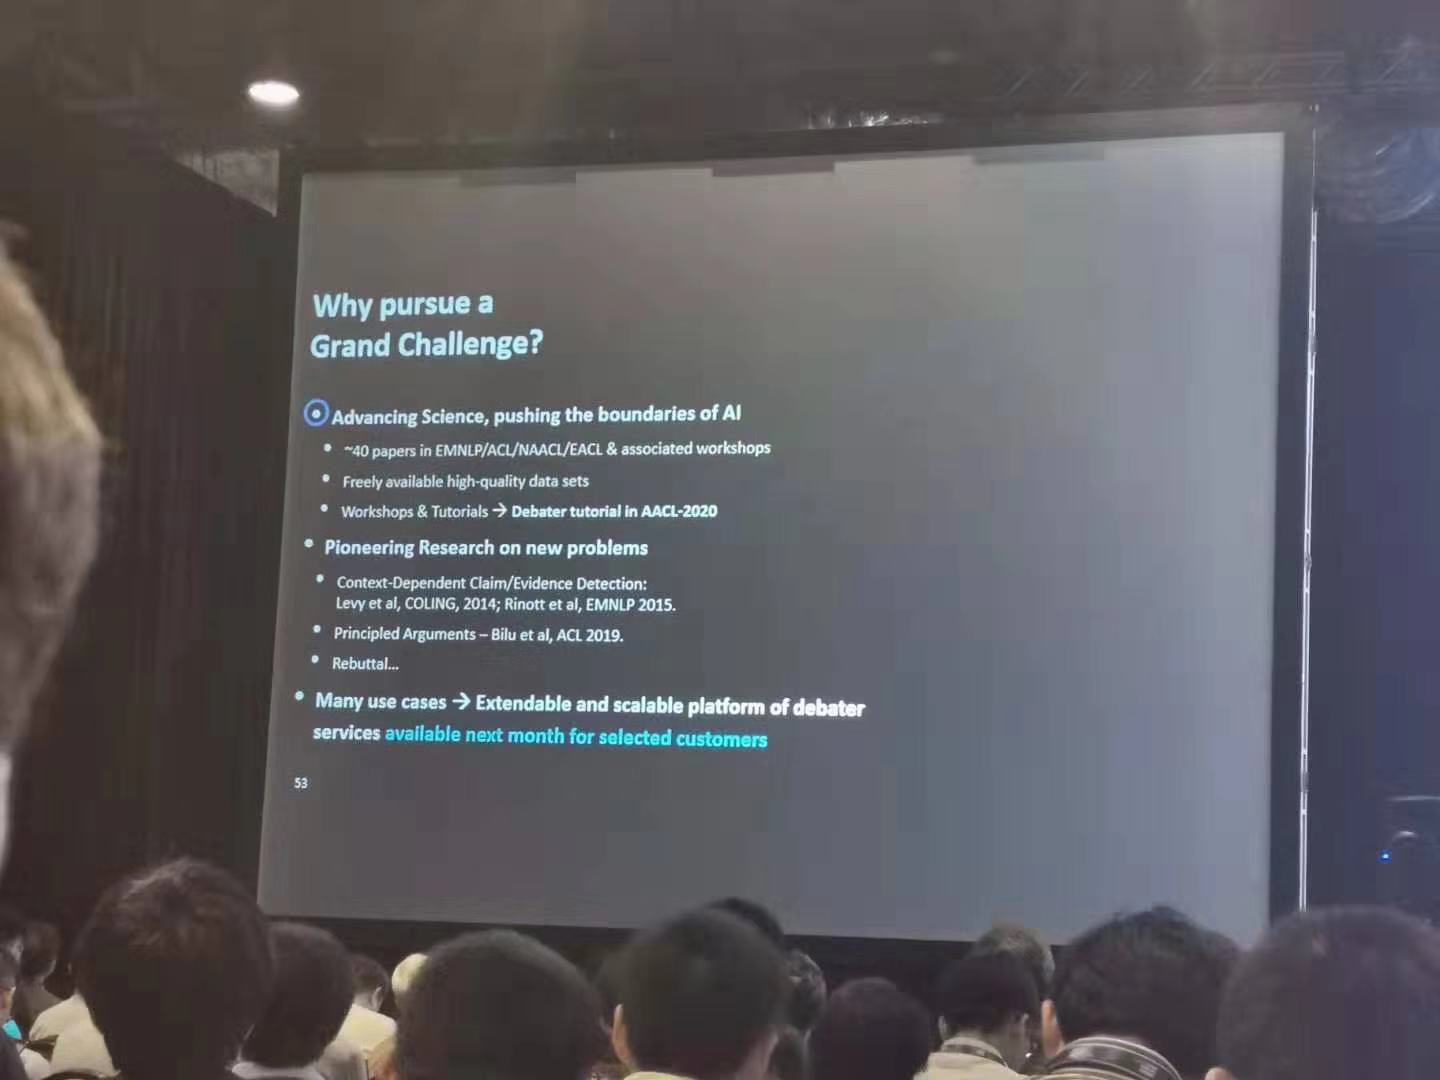 Why pursue a
Grand Challenge?
Advancing Science, pushing the boundaries of AI
~40 papers in EMNLP/ACL/NAACL/EACL & associated workshops
Freely available high-quality data sets
Workshops & Tutorials → Debater tutorial in AACL-2020
Pioneering Research on new problems
Context-Dependent Claim/Evidence Detection:
Levy et al, COLING, 2014; Rinott et al, EMNLP 2015.
Principled Arguments – Bilu et al, ACL 2019.
Rebuttal...
Many use cases → Extendable and scalable platform of debater
services available next month for selected customers
53